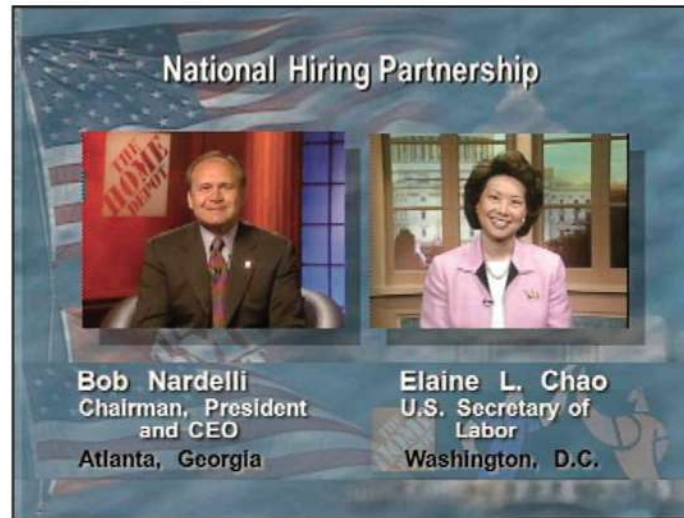 National Hiring Partnership
THE
HOME
DEPOT
Bob Nardelli
Chairman, President
and CEO
Atlanta, Georgia
Elaine L. Chao
U.S. Secretary of
Labor
Washington, D.C.